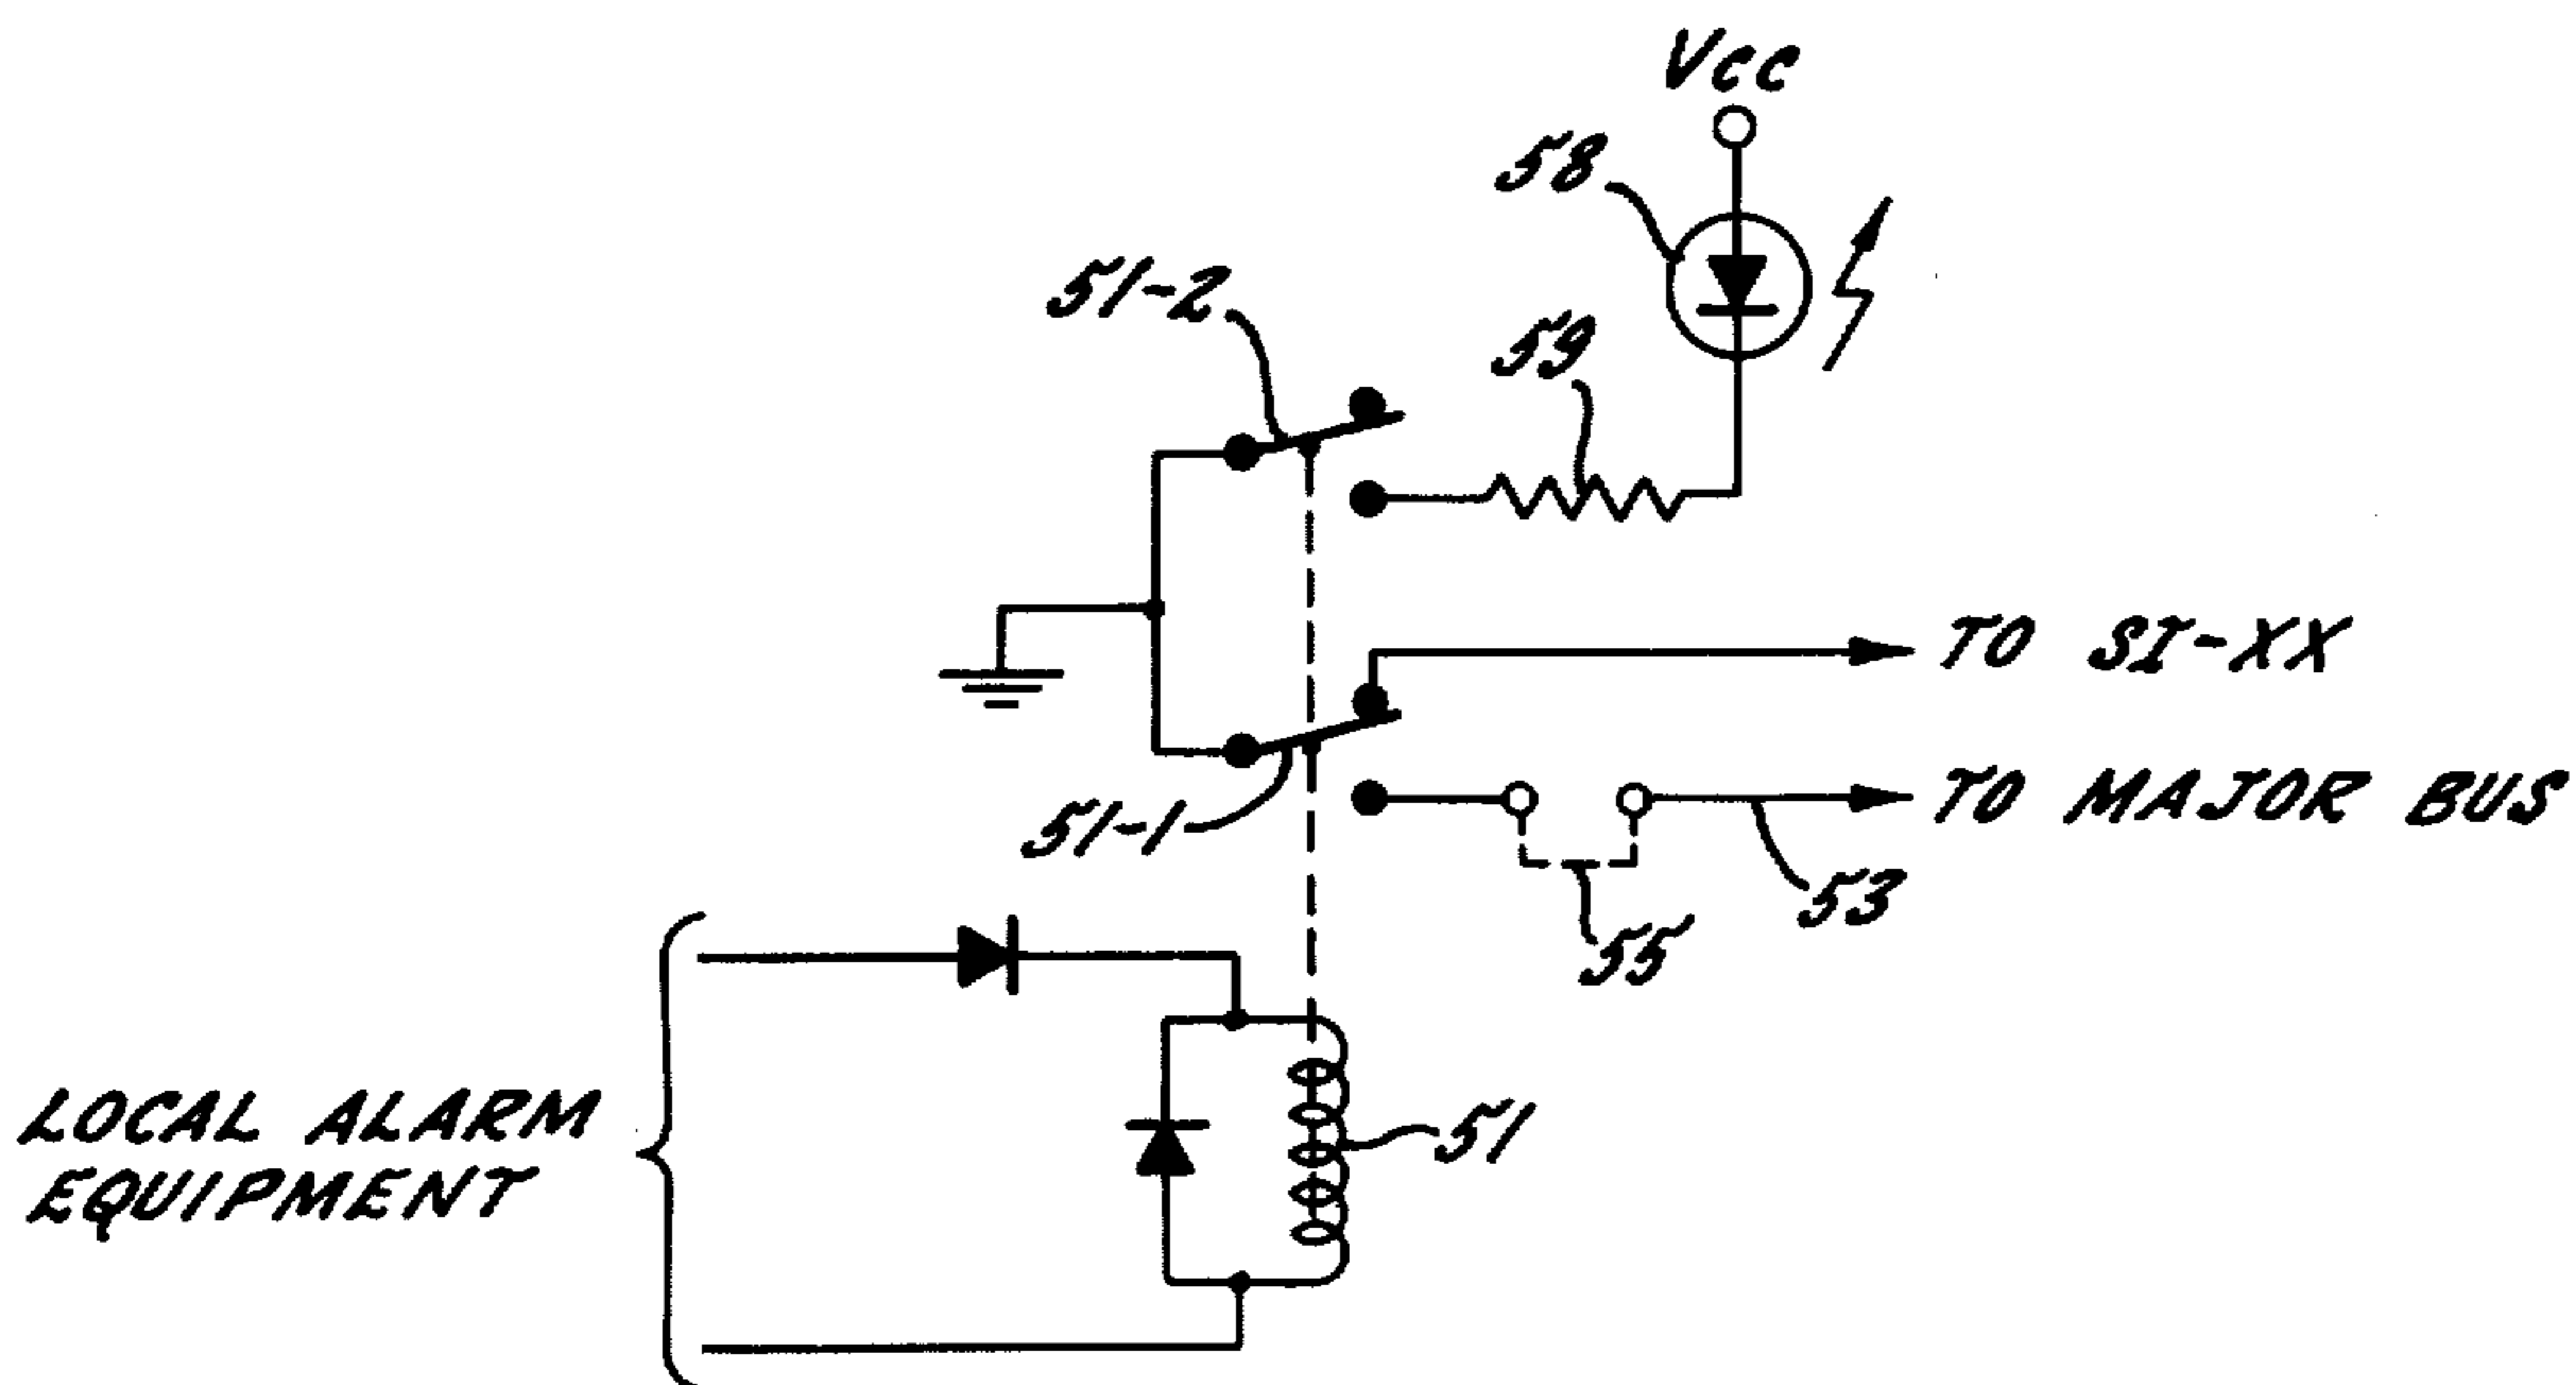 Vcc
58
51-2
59
TO SI-XX
51-1
TO MAJOR BUS
53
55
LOCAL ALARM
EQUIPMENT
51